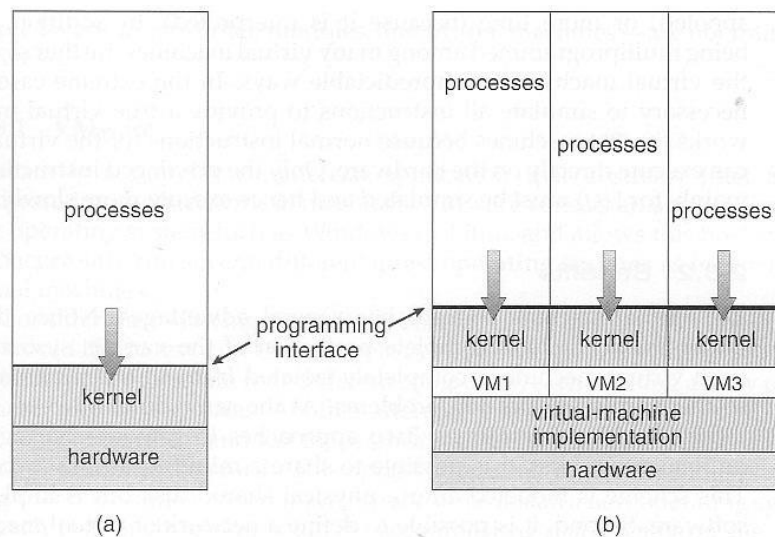 processes
kernel
hardware
(a)
programming
interface
processes
processes
processes
kernel
kernel
kernel
VM1
VM2
VM3
virtual-machine
implementation
hardware
(b)